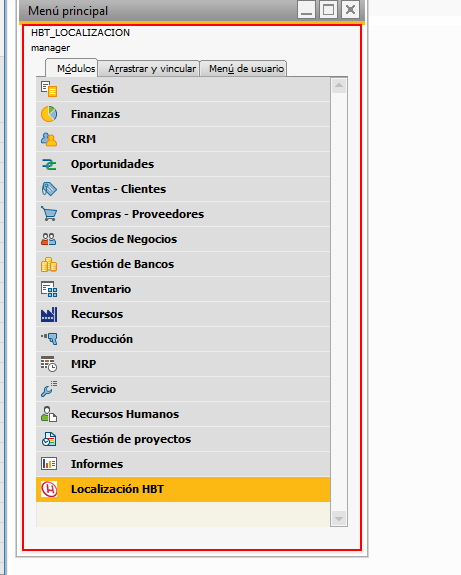 Menú principal
HBT_LOCALIZACION
manager
Módulos Arrastrar y vincular Menú de usuario
Gestión
Finanzas
CRM
Oportunidades
Ventas - Clientes
Compras - Proveedores
Socios de Negocios
Gestión de Bancos
Inventario
Recursos
Producción
MRP
Servicio
Recursos Humanos
Gestión de proyectos
Informes
Localización HBT